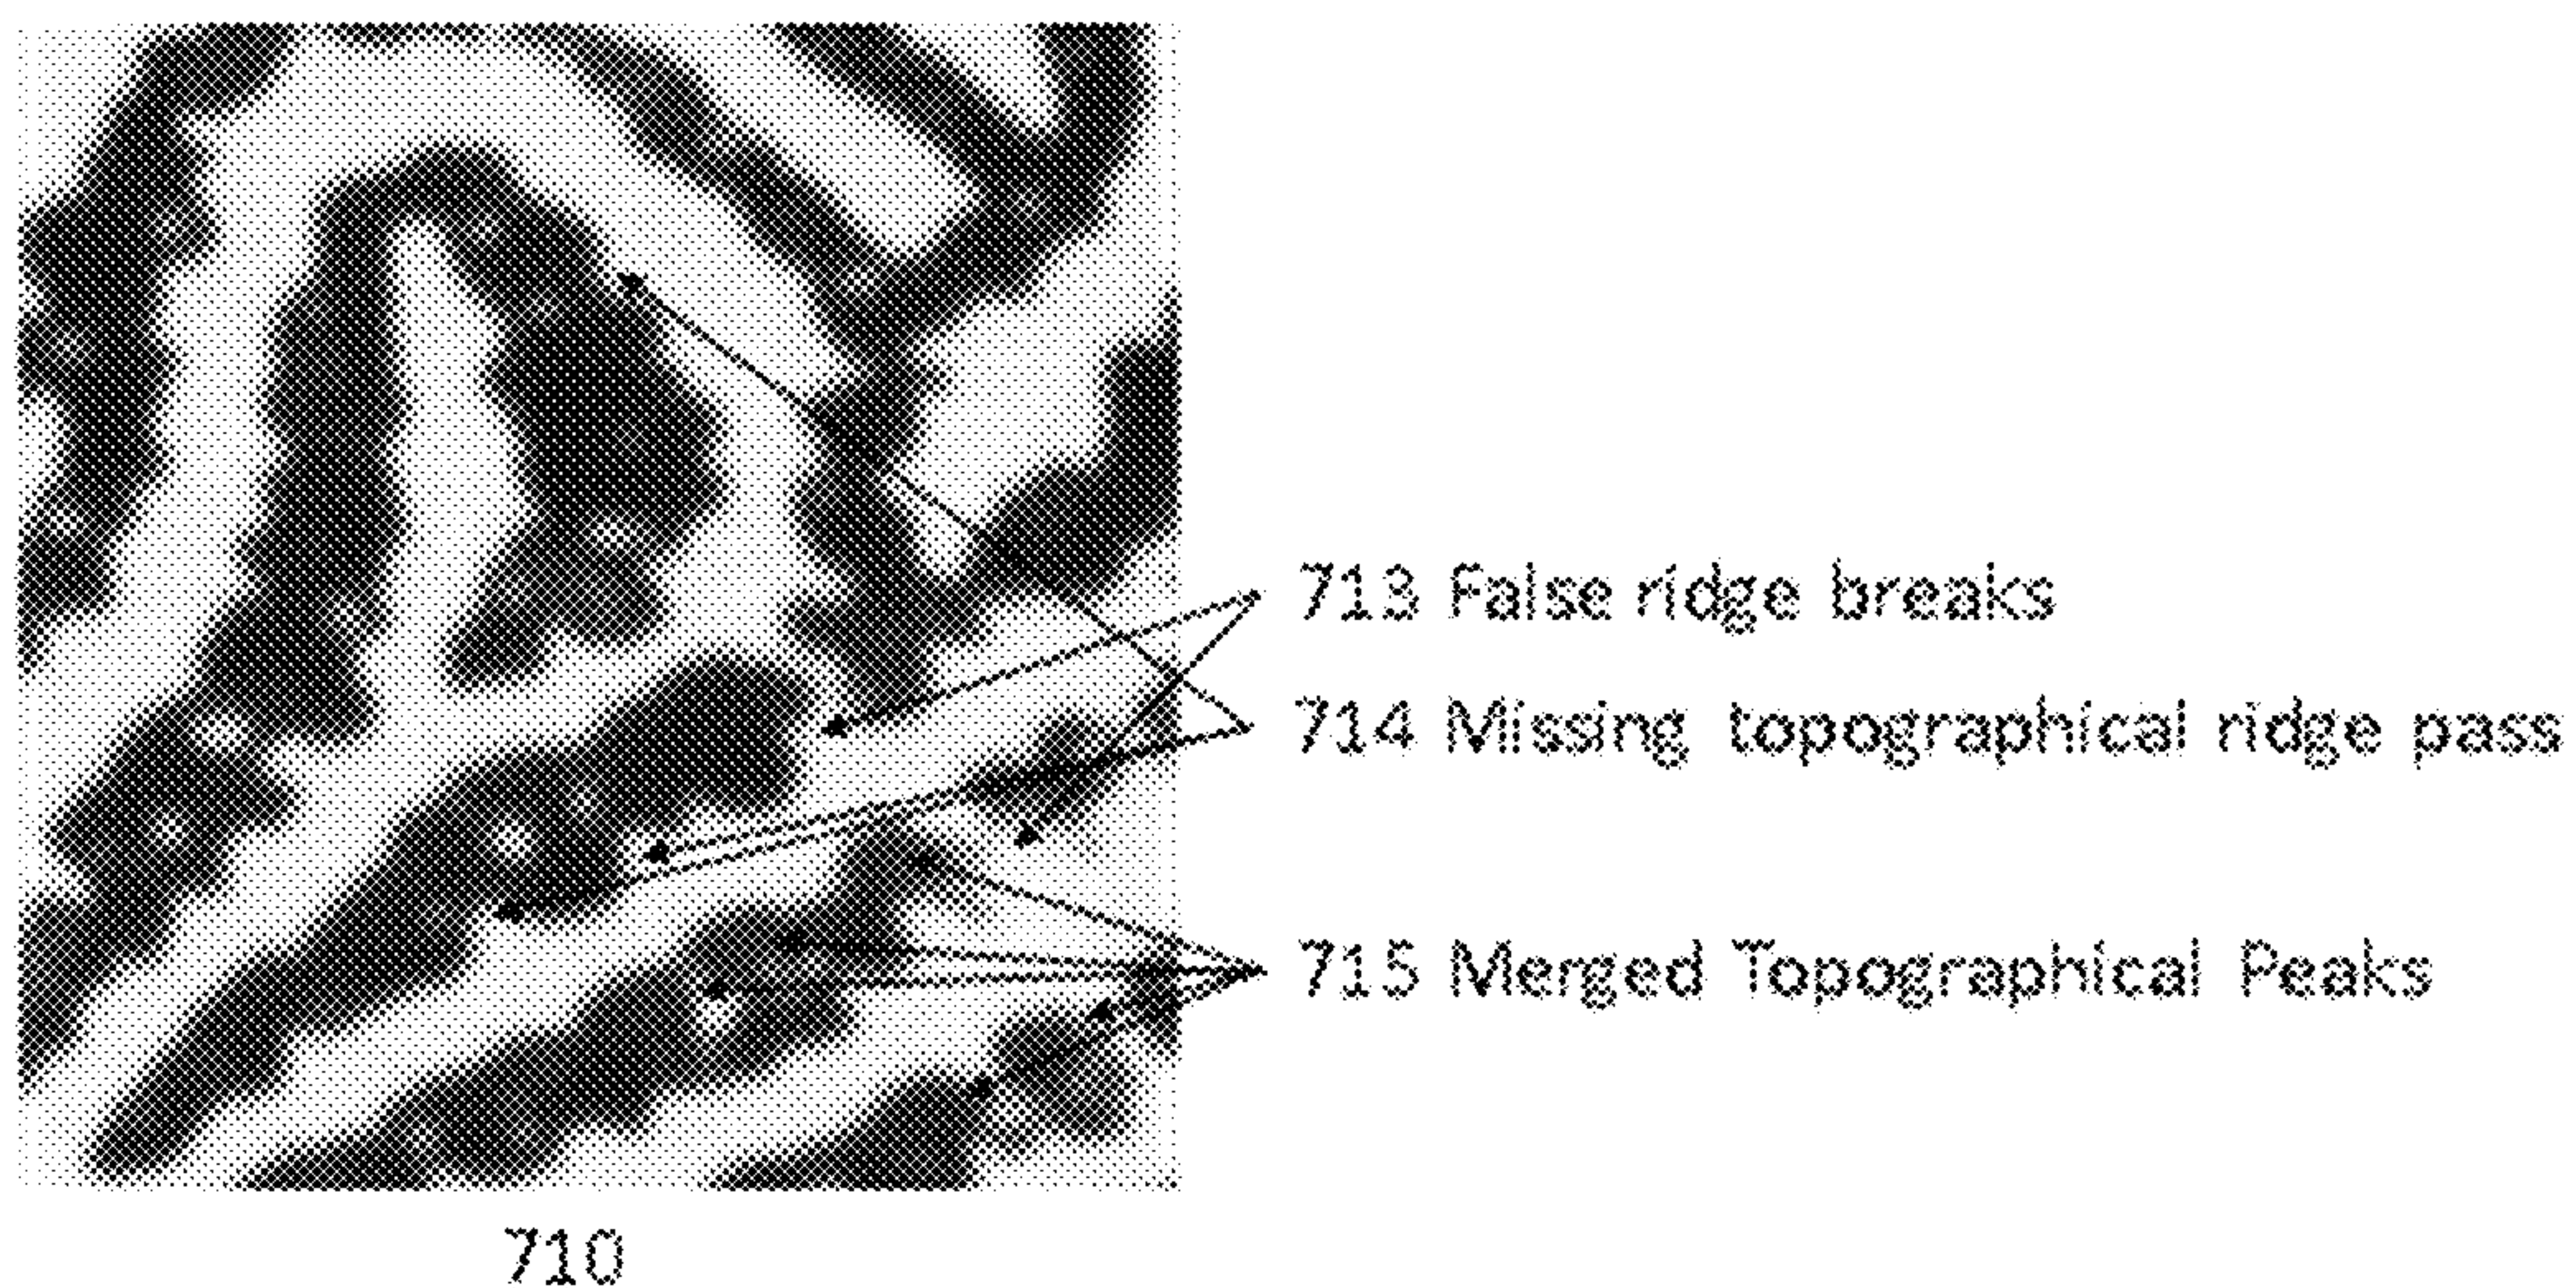 713 False ridge breaks
714 Missing topographical ridge pass
715 Merged Topographical Peaks
710